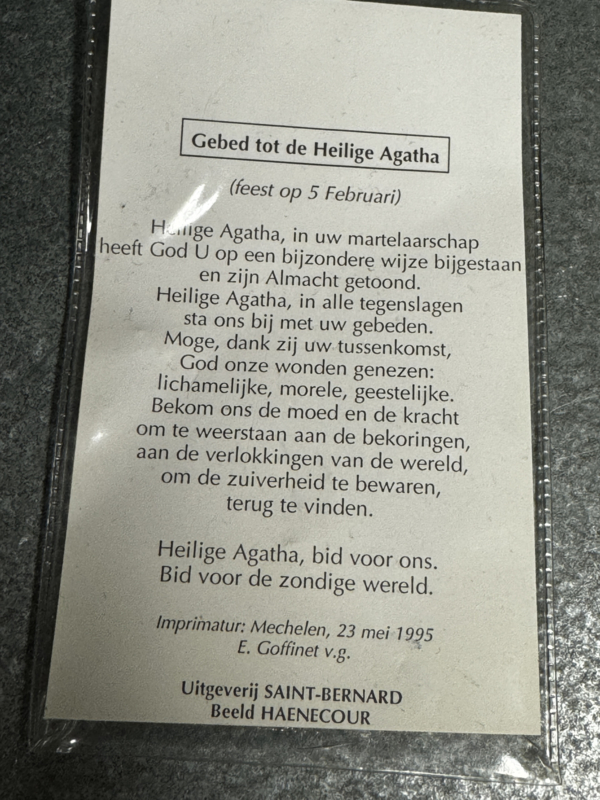 Gebed tot de Heilige Agatha
(feest op 5 Februari)
Heilige Agatha, in uw martelaarschap
heeft God U op een bijzondere wijze bijgestaan
en zijn Almacht getoond.
Heilige Agatha, in alle tegenslagen
sta ons bij met uw gebeden.
Moge, dank zij uw tussenkomst,
God onze wonden genezen:
lichamelijke, morele, geestelijke.
Bekom ons de moed en de kracht
om te weerstaan aan de bekoringen,
aan de verlokkingen van de wereld,
om de zuiverheid te bewaren,
terug te vinden.
Heilige Agatha, bid voor ons.
Bid voor de zondige wereld.
Imprimatur: Mechelen, 23 mei 1995
E. Goffinet v.g.
Uitgeverij SAINT-BERNARD
Beeld HAENECOUR